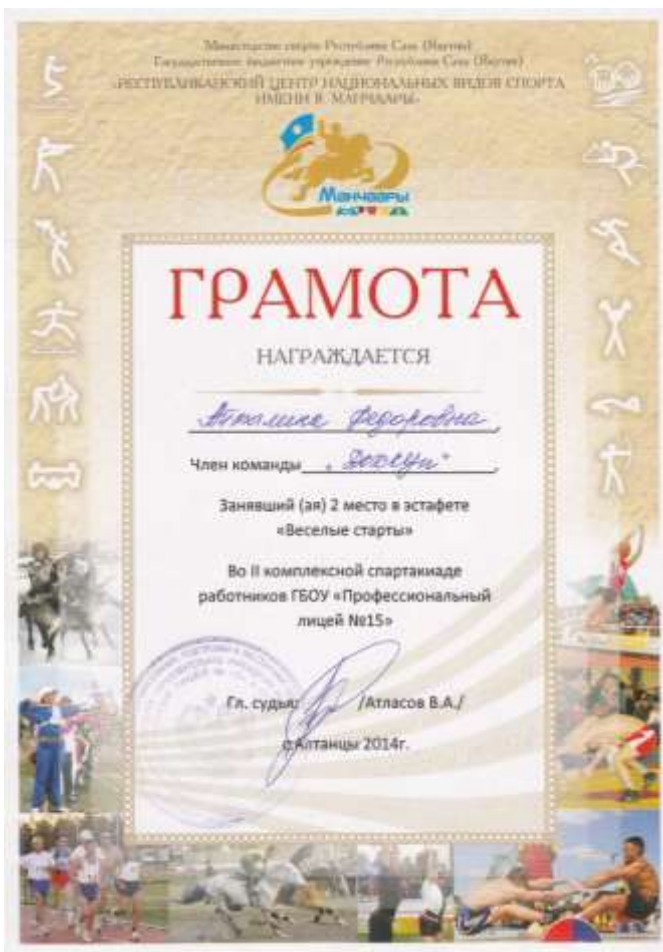 Министерство спорта Республики Саха (Якутия)
Государственное бюджетное учреждение Республики Саха (Якутия)
«РЕСПУБЛИКАНСКИЙ ЦЕНТР НАЦИОНАЛЬНЫХ ВИДОВ СПОРТА
ИМЕНИ В. МАНЧААРЫ»
Манчаары
ГРАМОТА
НАГРАЖДАЕТСЯ
Федоровна
Член команды
Занявший (ая) 2 место в эстафете
«Веселые старты»
Во II комплексной спартакиаде
работников ГБОУ «Профессиональный
лицей №15»
Гл. судья: /Атласов В.А./
с.Алтанцы 2014г.